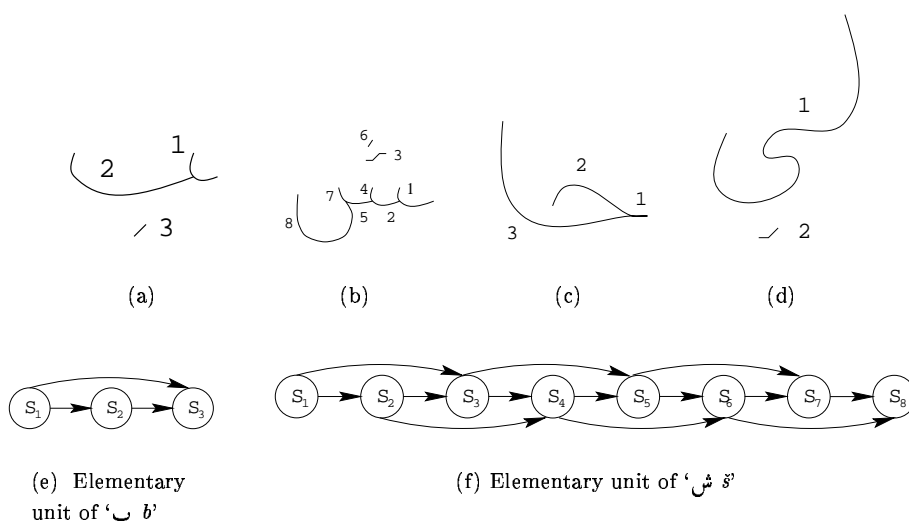 1
2 1
3
6
3
7 4 1
8 5 2
2
1
3
1
2
(a) (b) (c) (d)
S1 S2 S3
S1 S2 S3 S4 S5 S6 S7 S8
(e) Elementary
unit of ‘ب b’
(f) Elementary unit of ‘ش š’